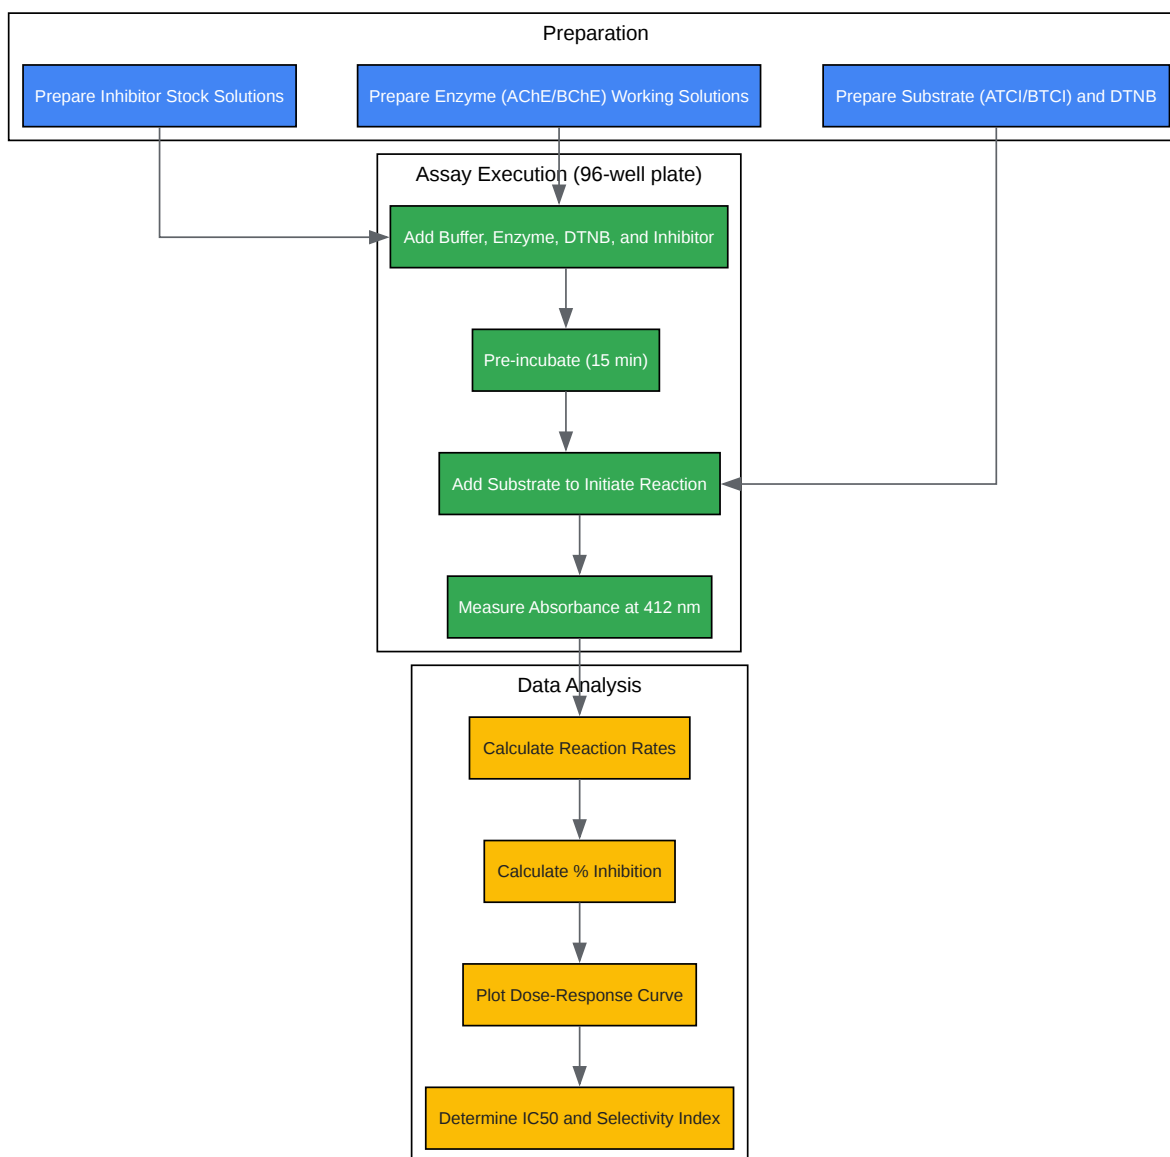 Preparation
Prepare Inhibitor Stock Solutions
Prepare Enzyme (AChE/BChE) Working Solutions
Prepare Substrate (ATCI/BTCI) and DTNB
Assay Execution (96-well plate)
Add Buffer, Enzyme, DTNB, and Inhibitor
Pre-incubate (15 min)
Add Substrate to Initiate Reaction
Measure Absorbance at 412 nm
Data Analysis
Calculate Reaction Rates
Calculate % Inhibition
Plot Dose-Response Curve
Determine IC50 and Selectivity Index